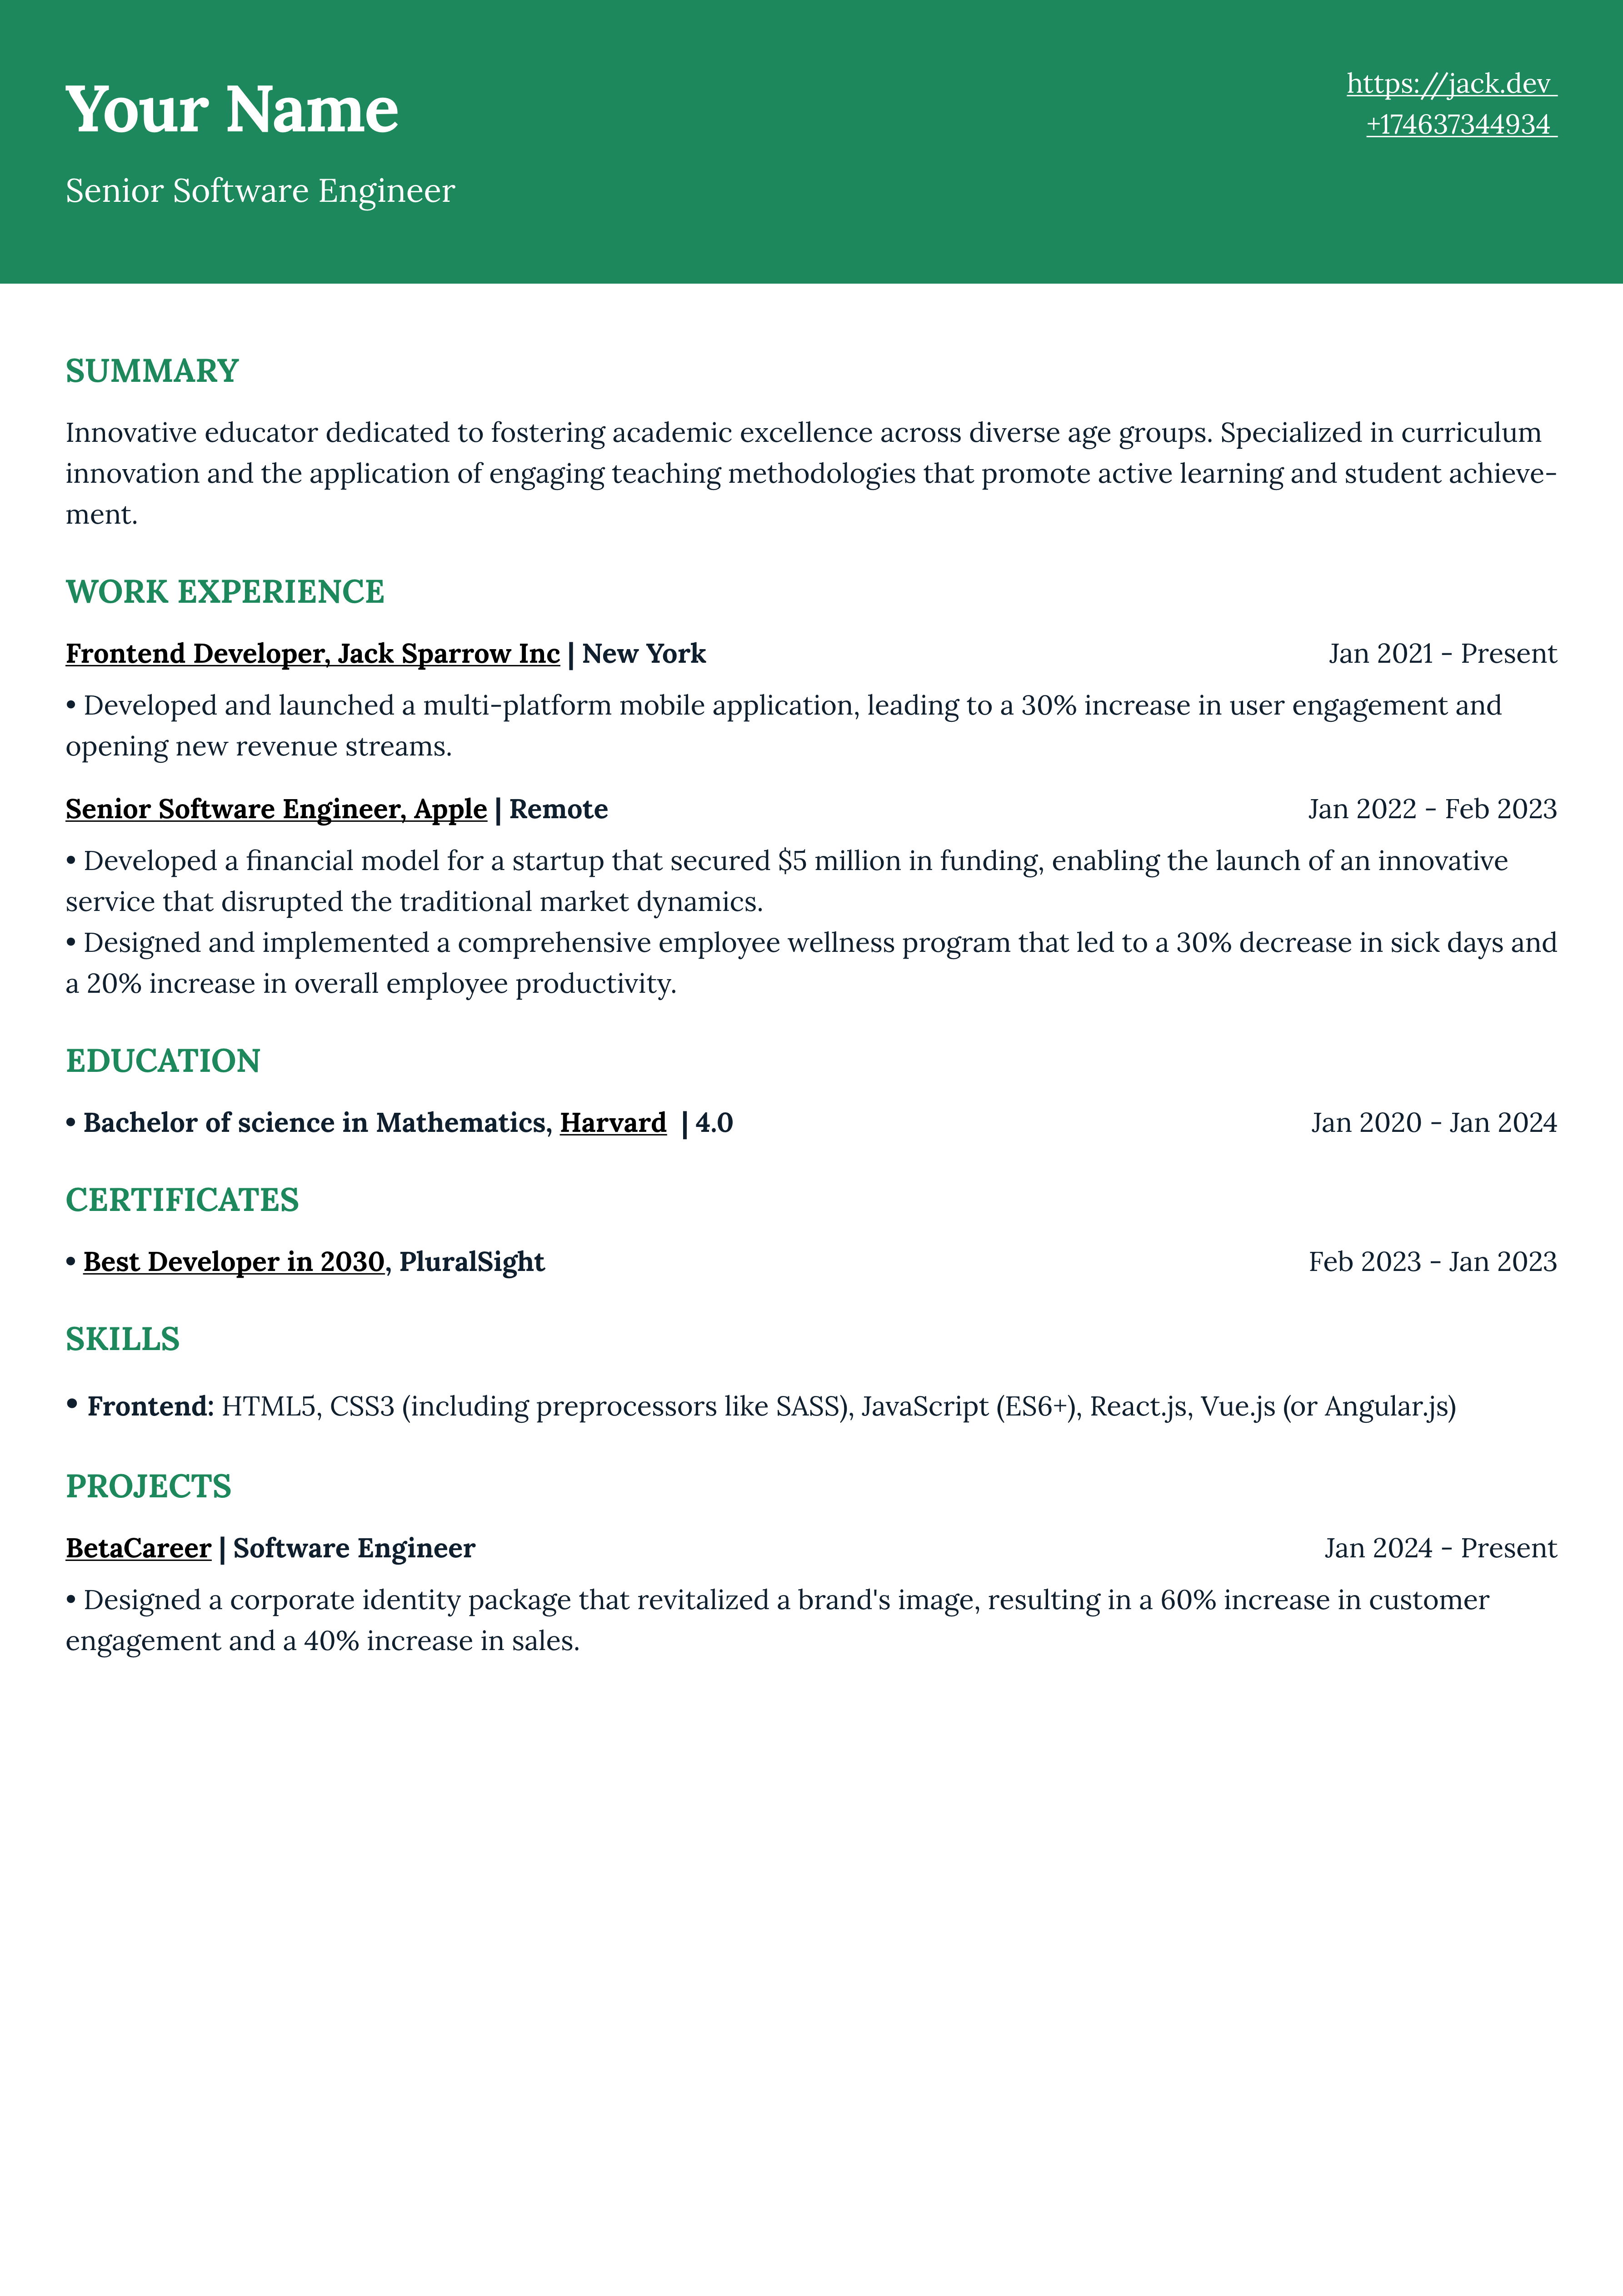 Your Name
https://jack.dev
+174637344934
Senior Software Engineer
SUMMARY
Innovative educator dedicated to fostering academic excellence across diverse age groups. Specialized in curriculum
innovation and the application of engaging teaching methodologies that promote active learning and student achieve-
ment.
WORK EXPERIENCE
Frontend Developer, Jack Sparrow Inc | New York Jan 2021 - Present
• Developed and launched a multi-platform mobile application, leading to a 30% increase in user engagement and
opening new revenue streams.
Senior Software Engineer, Apple | Remote Jan 2022 - Feb 2023
• Developed a financial model for a startup that secured $5 million in funding, enabling the launch of an innovative
service that disrupted the traditional market dynamics.
• Designed and implemented a comprehensive employee wellness program that led to a 30% decrease in sick days and
a 20% increase in overall employee productivity.
EDUCATION
• Bachelor of science in Mathematics, Harvard | 4.0 Jan 2020 - Jan 2024
CERTIFICATES
• Best Developer in 2030, PluralSight Feb 2023 - Jan 2023
SKILLS
• Frontend: HTML5, CSS3 (including preprocessors like SASS), JavaScript (ES6+), React.js, Vue.js (or Angular.js)
PROJECTS
BetaCareer | Software Engineer Jan 2024 - Present
• Designed a corporate identity package that revitalized a brand's image, resulting in a 60% increase in customer
engagement and a 40% increase in sales.